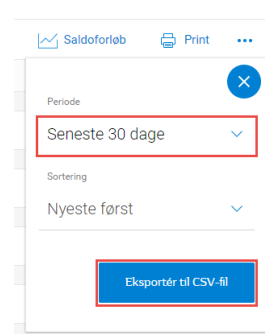 Saldoforløb Print ...
Periode
Seneste 30 dage
Sortering
Nyeste først
Eksportér til CSV-fil